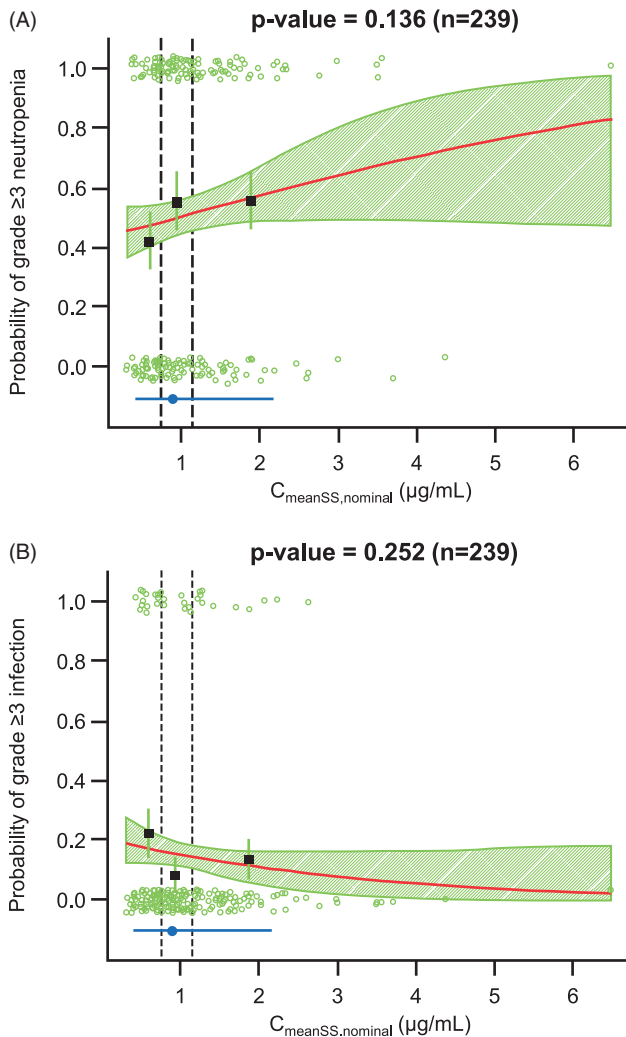 (A)
p-value = 0.136 (n=239)
Probability of grade ≥3 neutropenia
1.0
0.8
0.6
0.4
0.2
0.0
1 2 3 4 5 6
CmeanSS,nominal (μg/mL)
(B)
p-value = 0.252 (n=239)
Probability of grade ≥3 infection
1.0
0.8
0.6
0.4
0.2
0.0
1 2 3 4 5 6
CmeanSS.nominal (μg/mL)